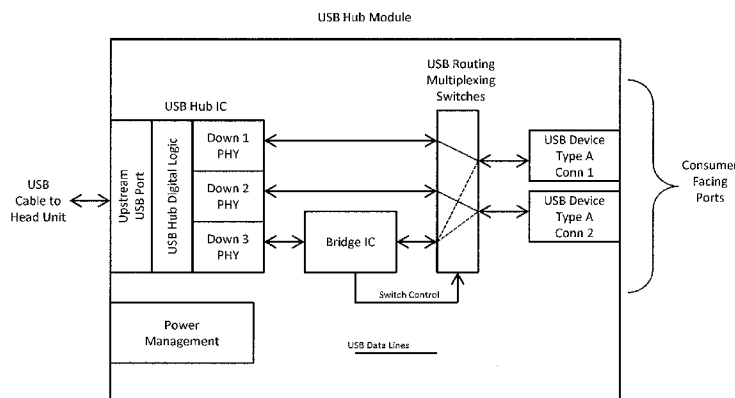 USB Hub Module
USB Routing
Multiplexing
Switches
USB Hub IC
Upstream
USB Port
USB Hub Digital Logic
Down 1
PHY
Down 2
PHY
Down 3
PHY
Bridge IC
Switch Control
USB Device
Type A
Conn 1
USB Device
Type A
Conn 2
USB
Cable to
Head Unit
Consumer
Facing
Ports
Power
Management
USB Data Lines